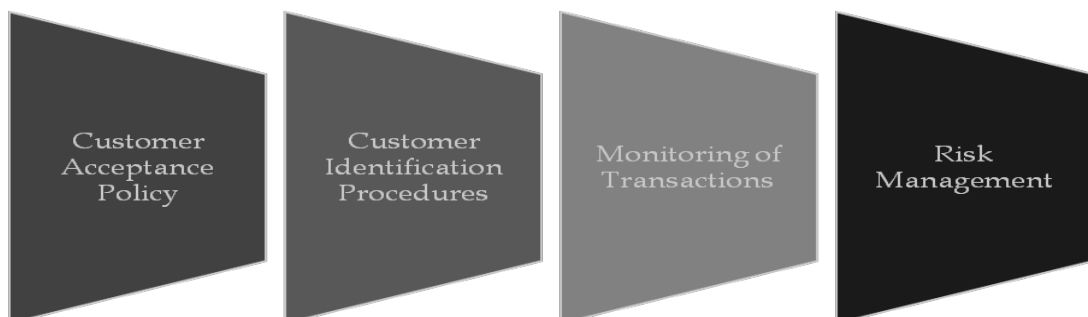 Customer
Acceptance
Policy
Customer
Identification
Procedures
Monitoring of
Transactions
Risk
Management